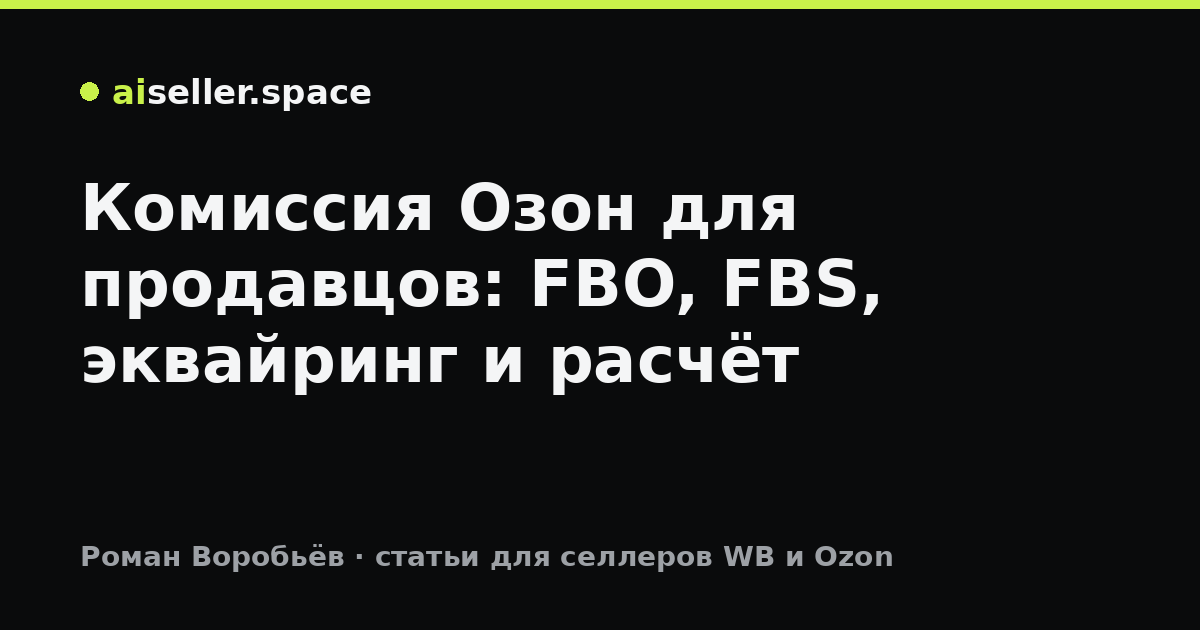 aiseller.space
Комиссия Озон для
продавцов: FBO, FBS,
эквайринг и расчёт
Роман Воробьёв · статьи для селлеров WB и Ozon